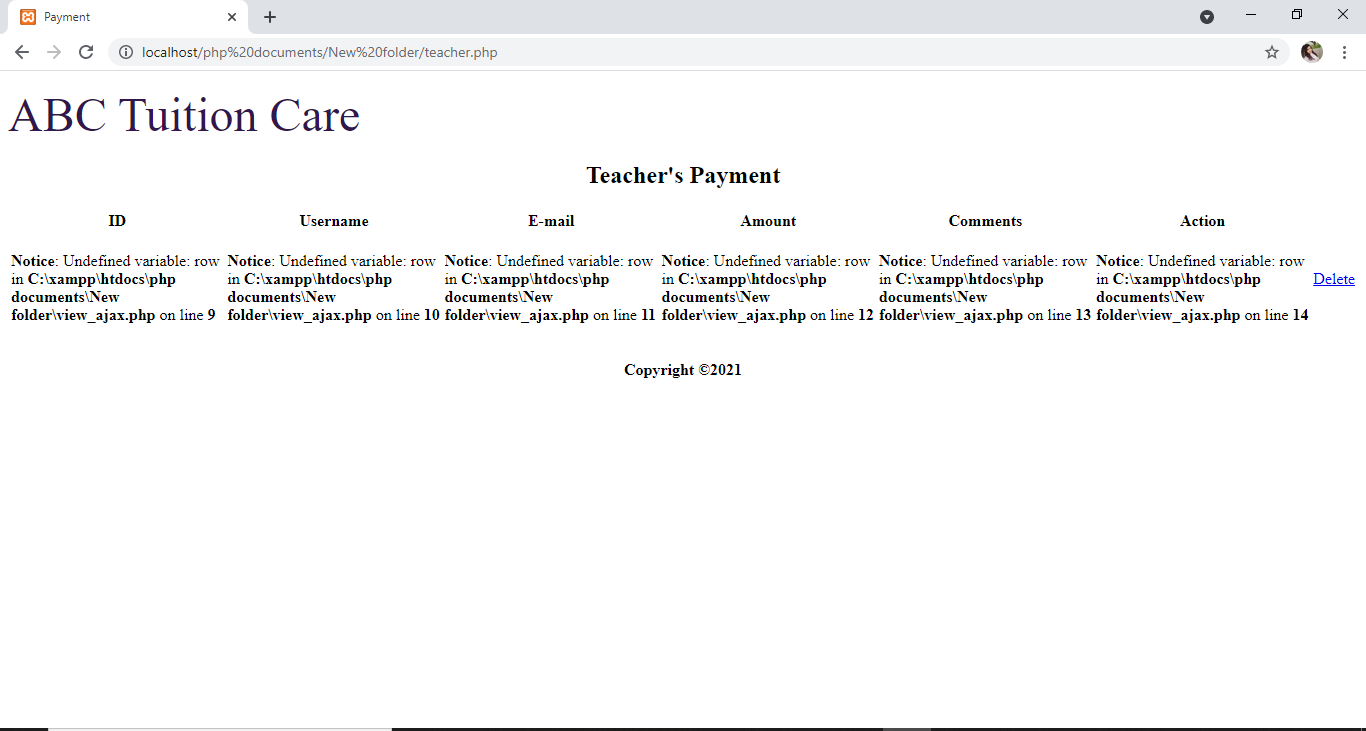 Payment
localhost/php%20documents/New%20folder/teacher.php
ABC Tuition Care
Teacher's Payment
ID Username E-mail Amount Comments Action
Notice: Undefined variable: row Notice: Undefined variable: row Notice: Undefined variable: row Notice: Undefined variable: row Notice: Undefined variable: row Notice: Undefined variable: row
in C:\xampp\htdocs\php in C:\xampp\htdocs\php in C:\xampp\htdocs\php in C:\xampp\htdocs\php in C:\xampp\htdocs\php in C:\xampp\htdocs\php Delete
documents\New documents\New documents\New documents\New documents\New documents\New
folder\view_ajax.php on line 9 folder\view_ajax.php on line 10 folder\view_ajax.php on line 11 folder\view_ajax.php on line 12 folder\view_ajax.php on line 13 folder\view_ajax.php on line 14
Copyright ©2021